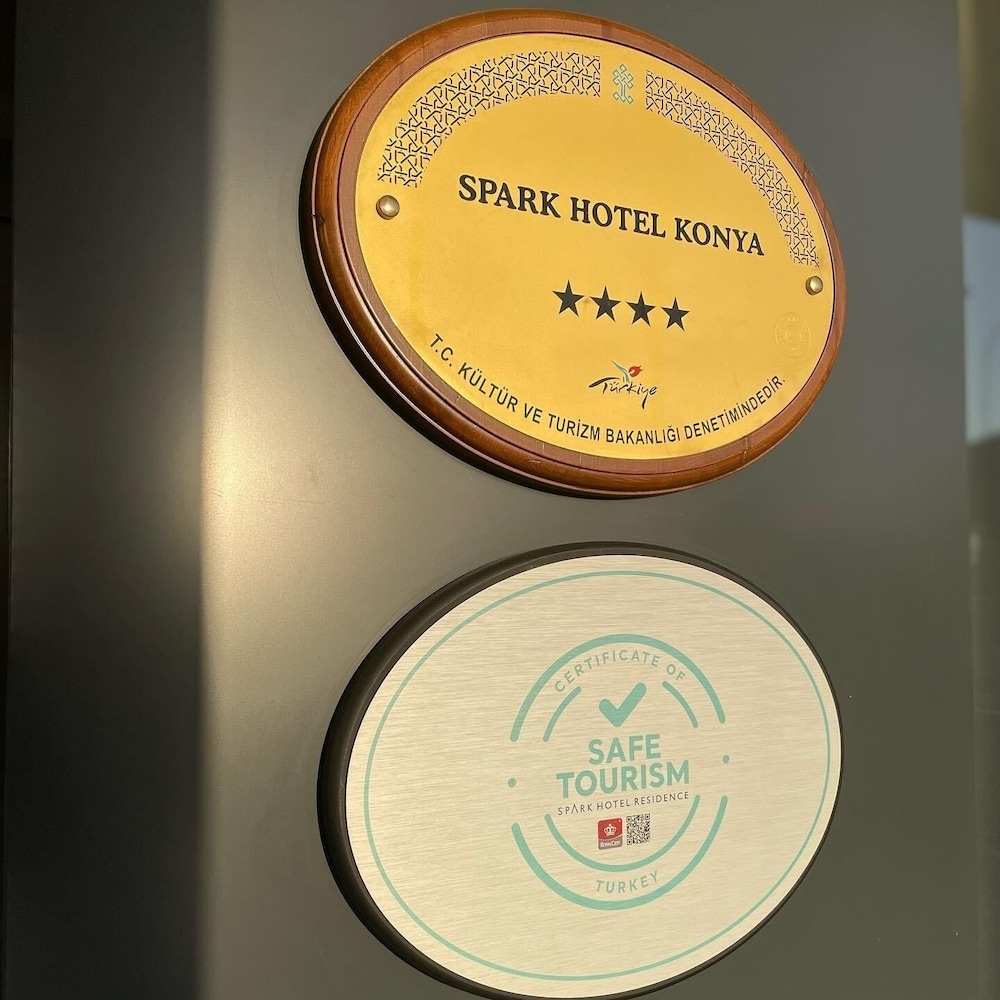 SPARK HOTEL KONYA
Türkiye
T.C. KÜLTÜR VE TURİZM BAKANLIĞI DENETİMİNDEDİR.
CERTIFICATE OF
SAFE
TOURISM
SPARK HOTEL RESIDENCE
ROYALCERT
TURKEY